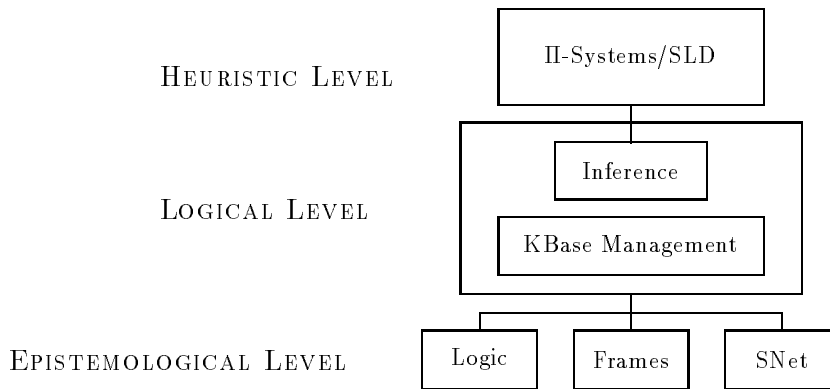 Π-Systems/SLD
HEURISTIC LEVEL
Inference
LOGICAL LEVEL
KBase Management
EPISTEMOLOGICAL LEVEL
Logic
Frames
SNet